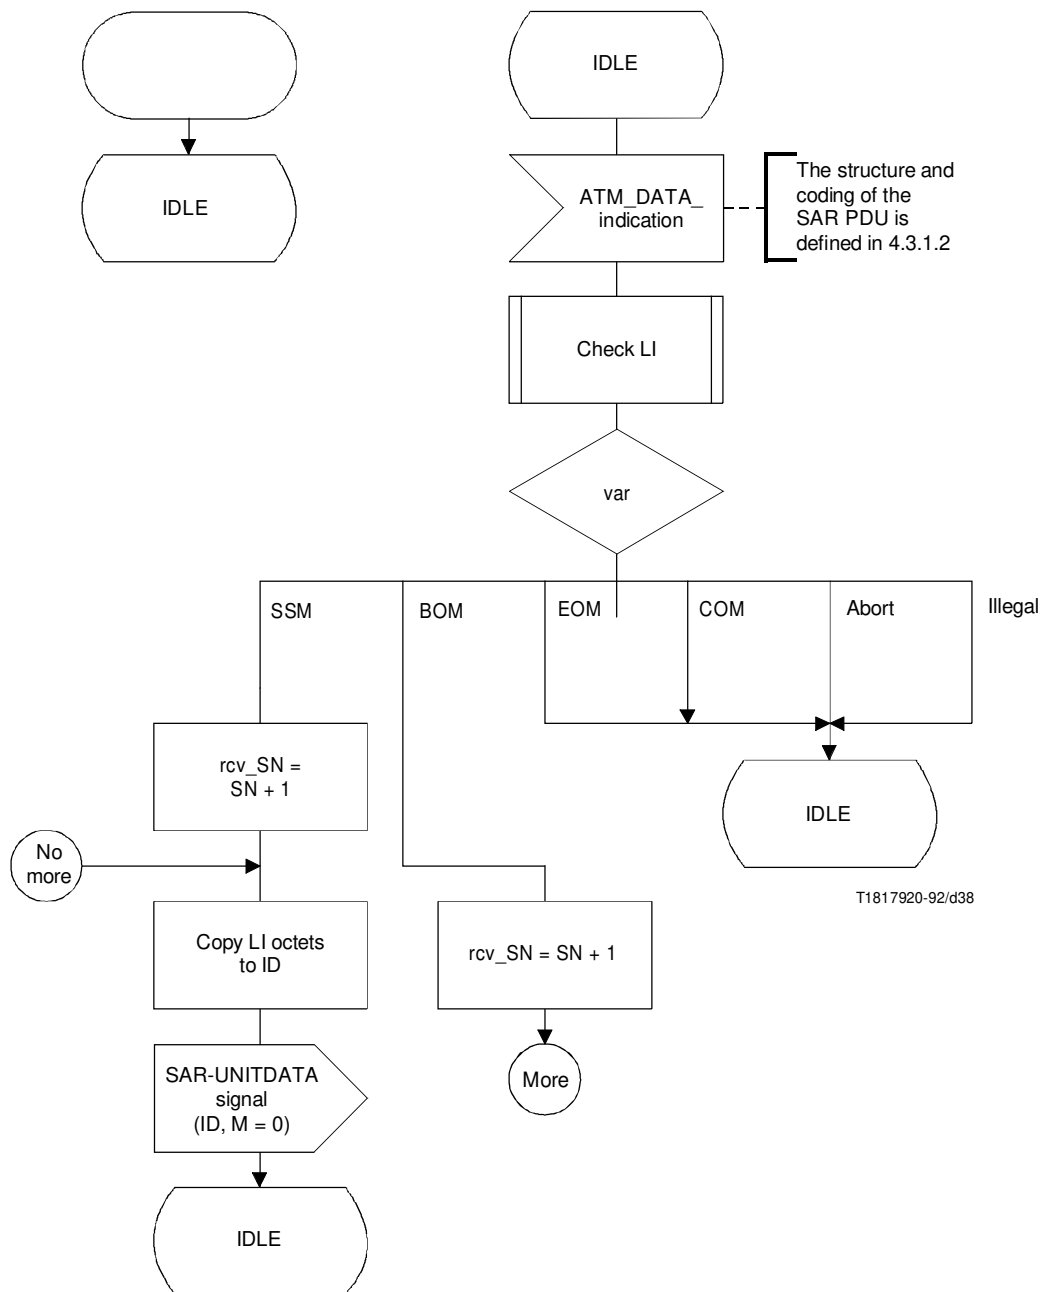 IDLE
IDLE
ATM_DATA_
indication
The structure and
coding of the
SAR PDU is
defined in 4.3.1.2
Check LI
var
SSM
BOM
EOM
COM
Abort
Illegal
rcv_SN =
SN + 1
IDLE
No
more
T1817920-92/d38
Copy LI octets
to ID
rcv_SN = SN + 1
SAR-UNITDATA
signal
(ID, M = 0)
More
IDLE